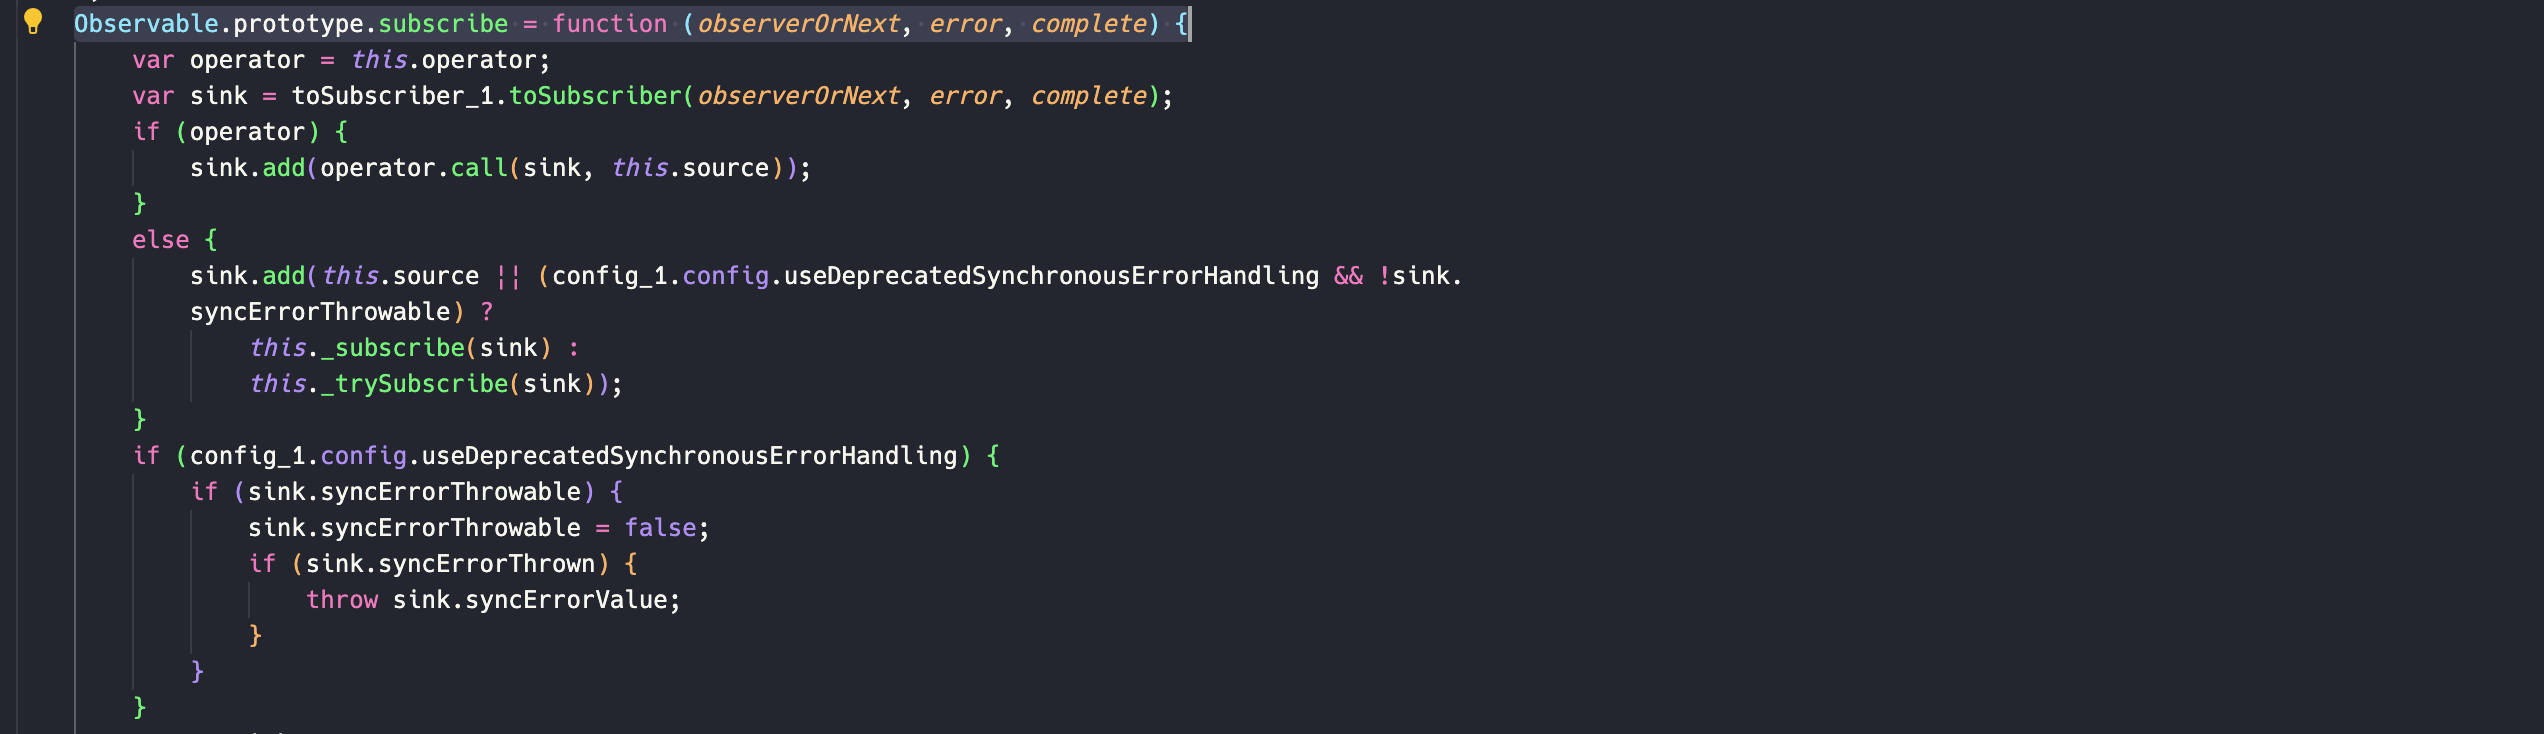 Observable.prototype.subscribe = function (observerOrNext, error, complete) {
var operator = this.operator;
var sink = toSubscriber_1.toSubscriber(observerOrNext, error, complete);
if (operator) {
sink.add(operator.call(sink, this.source));
}
else {
sink.add(this.source || (config_1.config.useDeprecatedSynchronousErrorHandling && !sink.
syncErrorThrowable) ?
this._subscribe(sink) :
this._trySubscribe(sink));
}
if (config_1.config.useDeprecatedSynchronousErrorHandling) {
if (sink.syncErrorThrowable) {
sink.syncErrorThrowable = false;
if (sink.syncErrorThrown) {
throw sink.syncErrorValue;
}
}
}